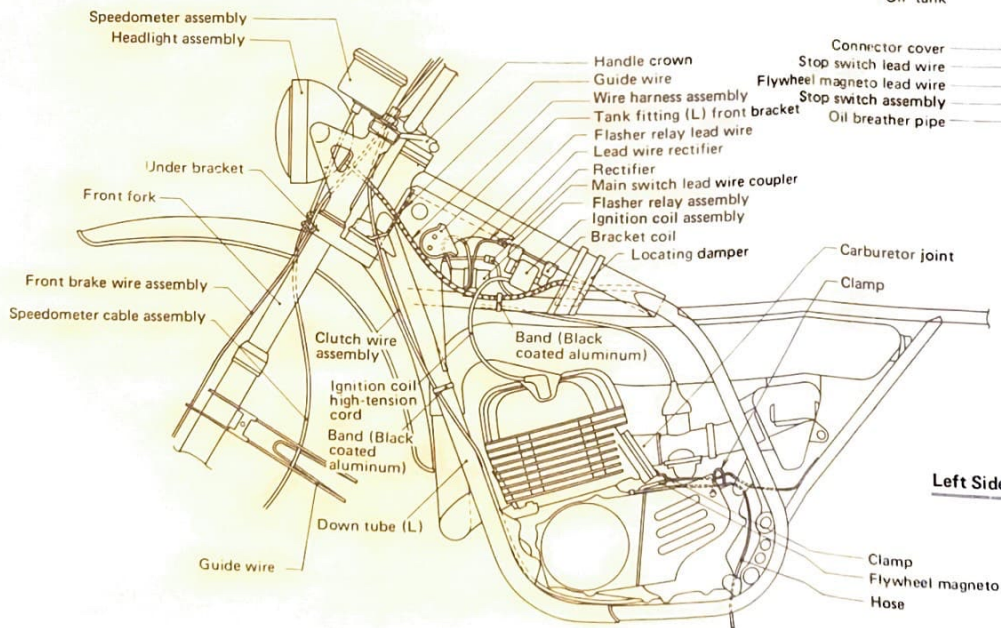 Speedometer assembly
Headlight assembly
Under bracket
Front fork
Front brake wire assembly
Speedometer cable assembly
Clutch wire
assembly
Ignition coil
high-tension
cord
Band (Black
coated
aluminum)
Down tube (L)
Guide wire
Handle crown
Guide wire
Wire harness assembly
Tank fitting (L) front bracket
Flasher relay lead wire
Lead wire rectifier
Rectifier
Main switch lead wire coupler
Flasher relay assembly
Ignition coil assembly
Bracket coil
Locating damper
Band (Black
coated aluminum)
Connector cover
Stop switch lead wire
Flywheel magneto lead wire
Stop switch assembly
Oil breather pipe
Carburetor joint
Clamp
Left Side
Clamp
Flywheel magneto
Hose